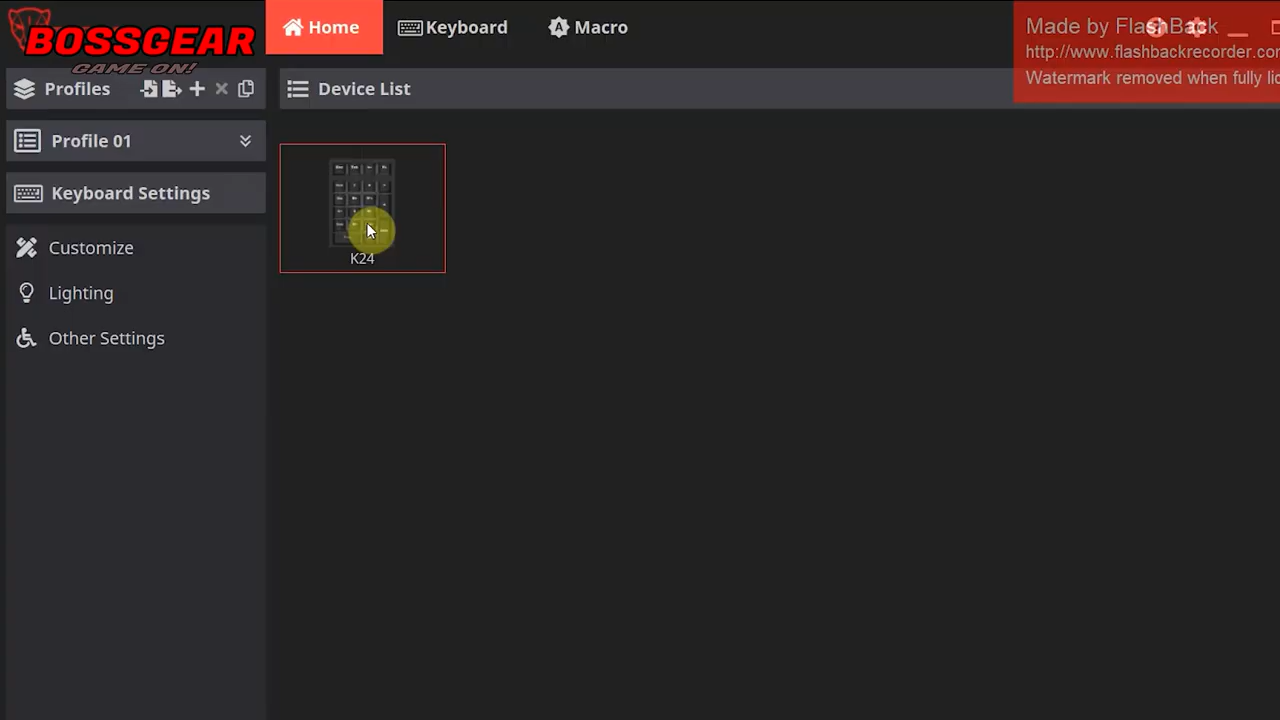 BOSSGEAR
GAME ON!
Home
Keyboard
Macro
Made by FlashBack
http://www.flashbackrecorder.co
Watermark removed when fully lic
Profiles
Device List
Profile 01
Keyboard Settings
Customize
Lighting
Other Settings
K24